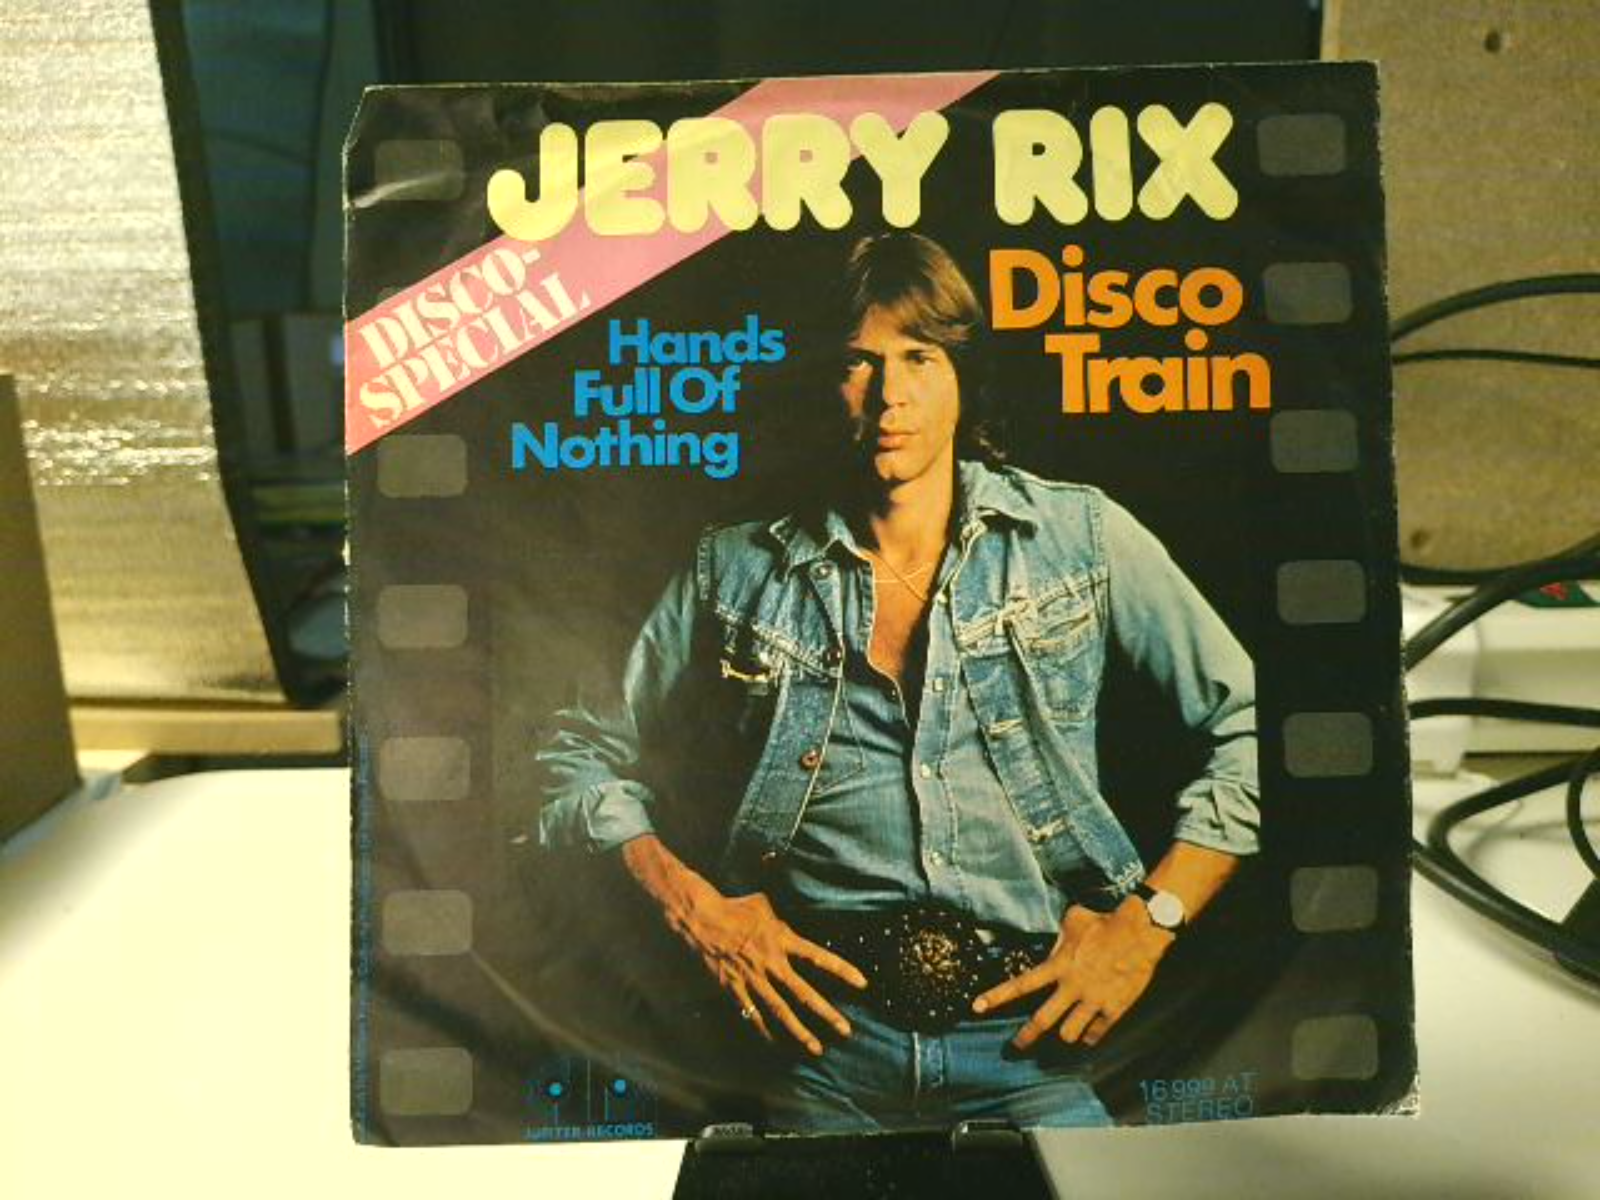 JERRY RIX
DISCO-
SPECIAL
Hands
Full Of
Nothing
Disco
Train
JUPITER-RECORDS
16 999 AT
STEREO